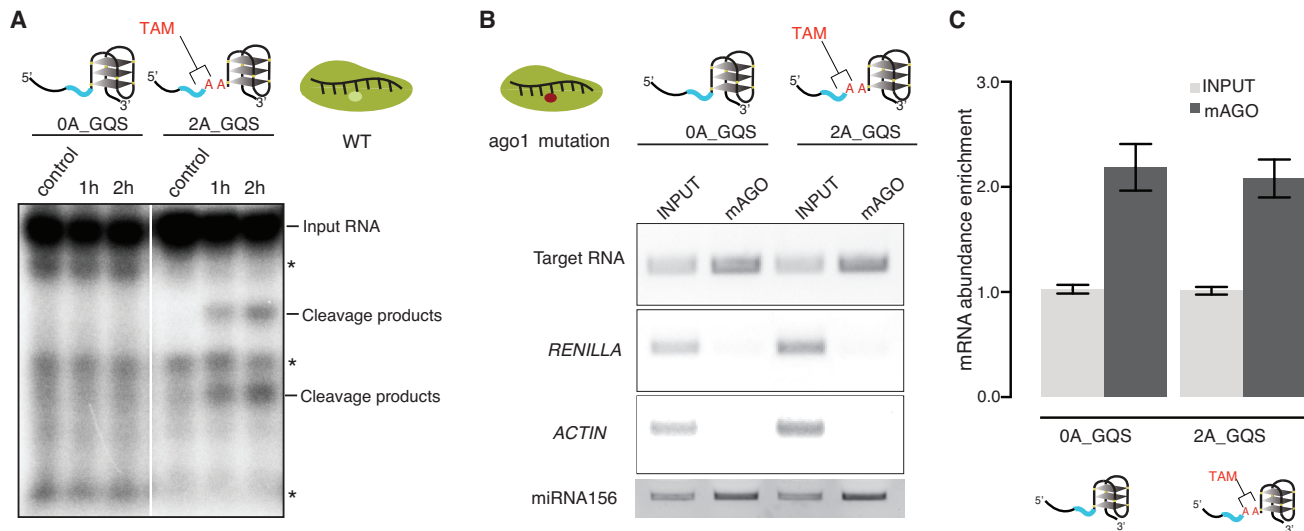 A
TAM
5’
3’
5’
A A
0A_GQS
2A_GQS
WT
control
1h
2h
control
1h
2h
Input RNA
*
Cleavage products
*
Cleavage products
*
B
TAM
5’
3’
5’
A A
3’
ago1 mutation
0A_GQS
2A_GQS
INPUT
mAGO
INPUT
mAGO
Target RNA
RENILLA
ACTIN
miRNA156
C
INPUT
mAGO
mRNA abundance enrichment
3.0
2.0
1.0
0.0
0A_GQS
2A_GQS
TAM
5’
3’
5’
A A
3’